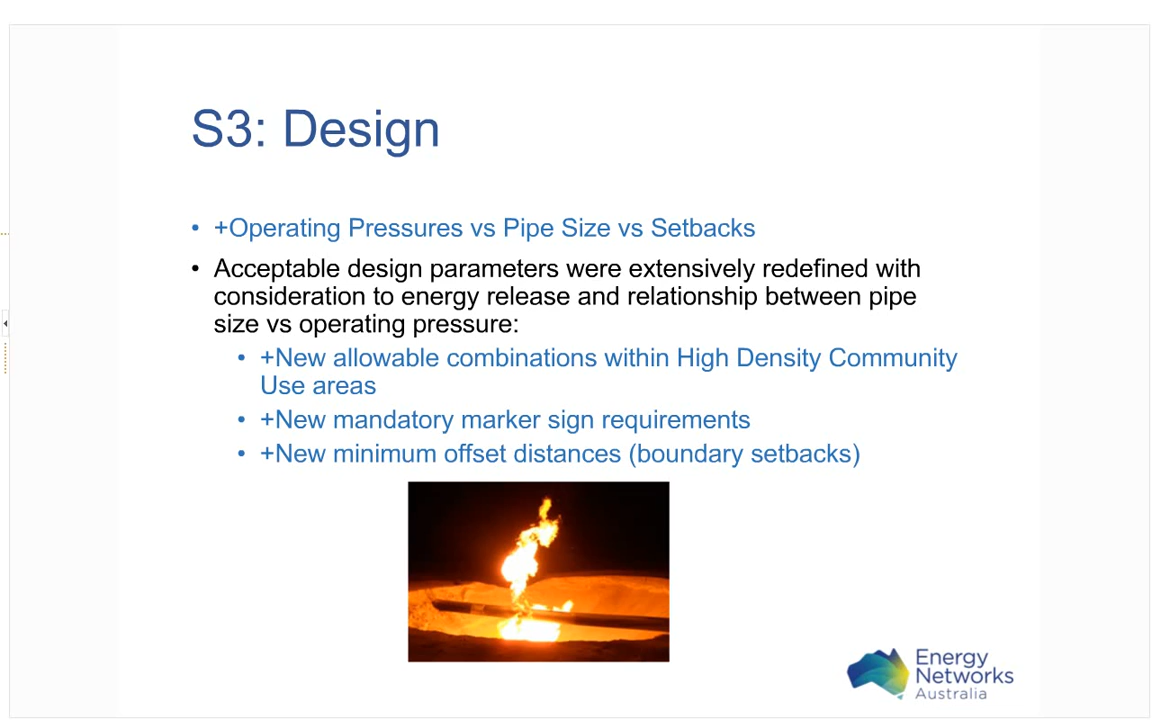 S3: Design
• +Operating Pressures vs Pipe Size vs Setbacks
• Acceptable design parameters were extensively redefined with
consideration to energy release and relationship between pipe
size vs operating pressure:
• +New allowable combinations within High Density Community
Use areas
• +New mandatory marker sign requirements
• +New minimum offset distances (boundary setbacks)
Energy
Networks
Australia